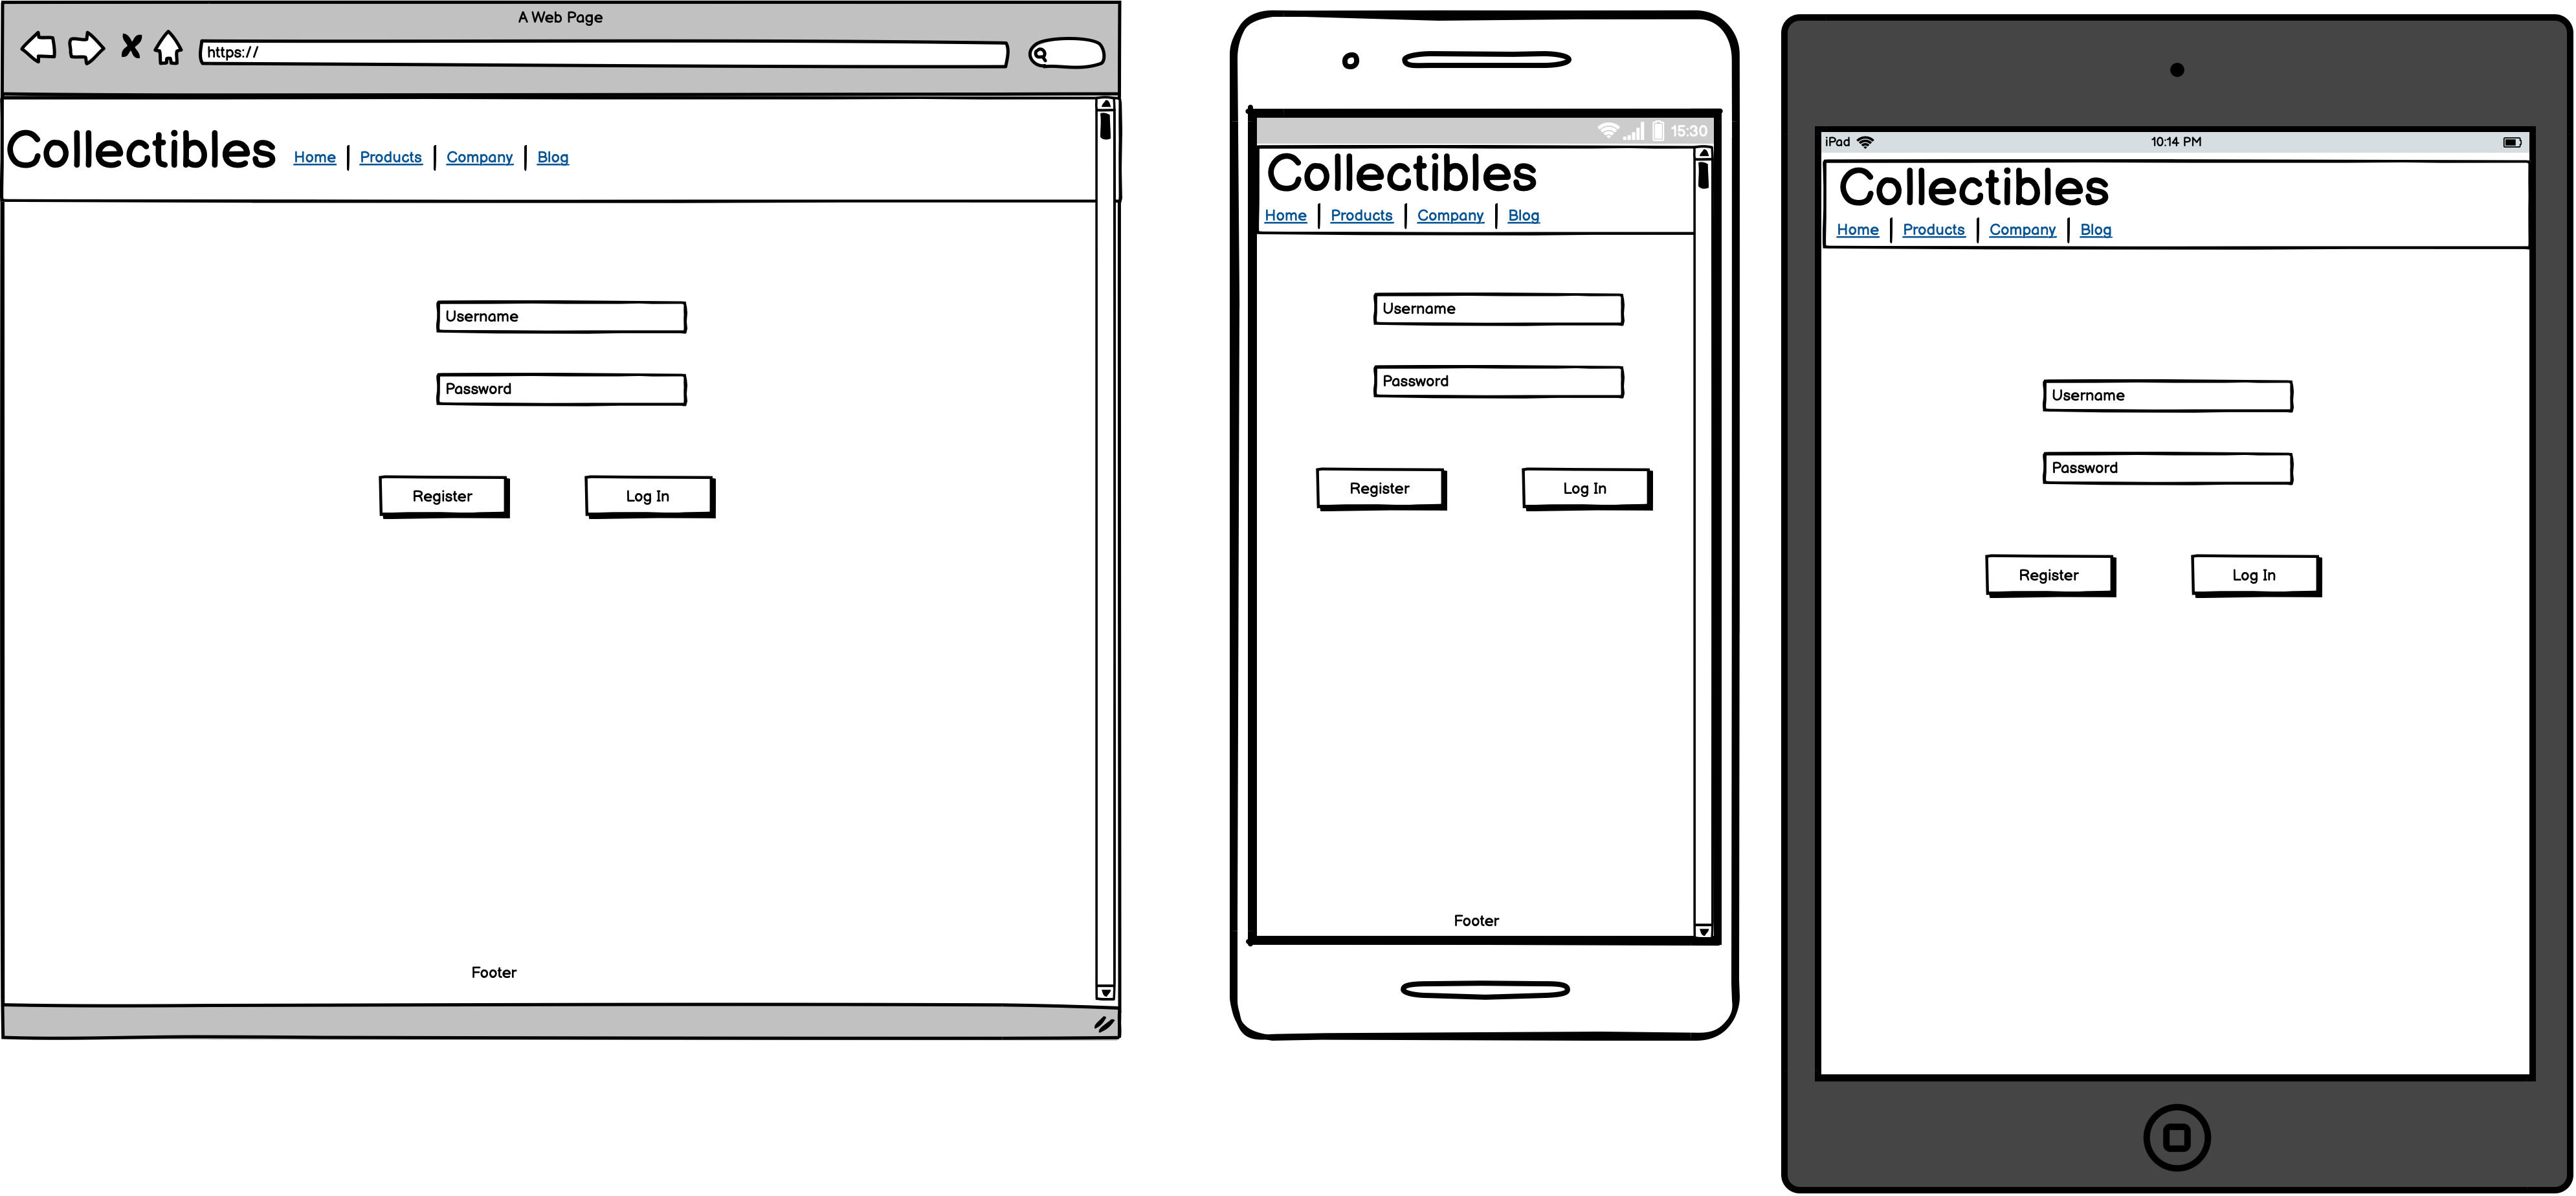 A Web Page
https://
Collectibles
Home Products Company Blog
Username
Password
Register Log In
Footer
15:30
Collectibles
Home Products Company Blog
Username
Password
Register Log In
Footer
iPad 10:14 PM
Collectibles
Home Products Company Blog
Username
Password
Register Log In